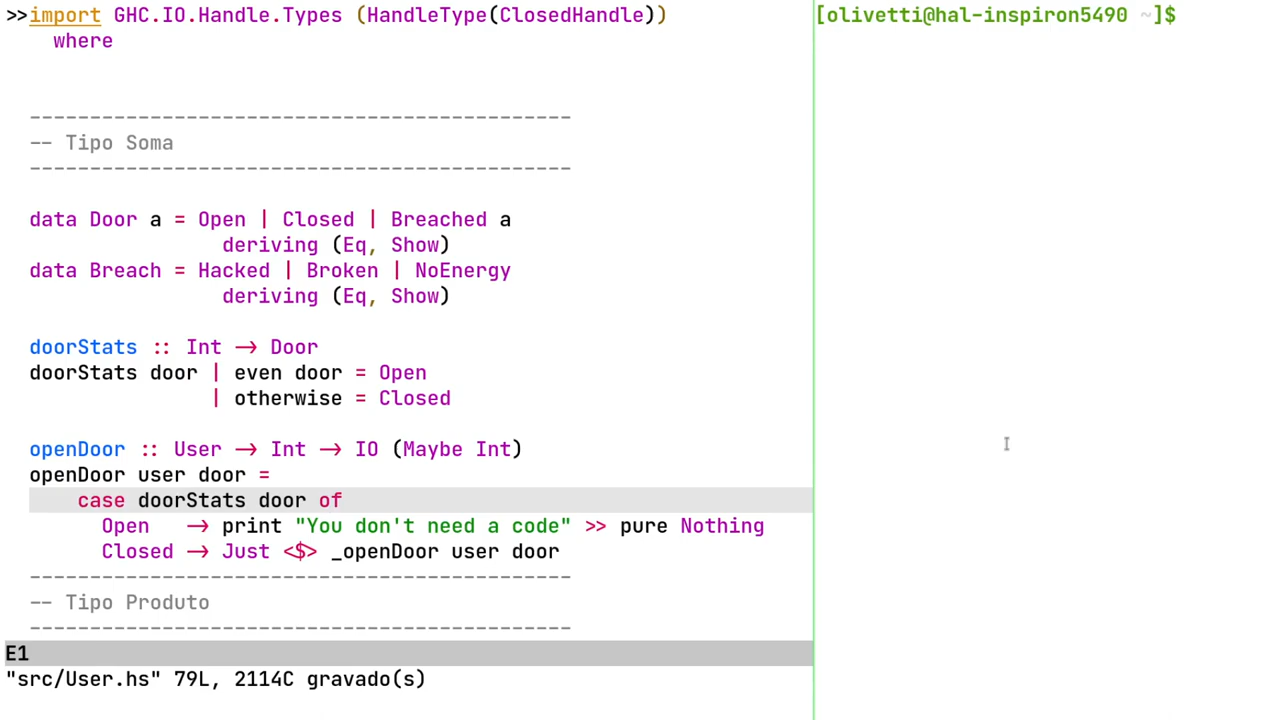 >>import GHC.IO.Handle.Types (HandleType(ClosedHandle))
    where
---------------------------------------------
-- Tipo Soma
---------------------------------------------
data Door a = Open | Closed | Breached a
                deriving (Eq, Show)
data Breach = Hacked | Broken | NoEnergy
                deriving (Eq, Show)
doorStats :: Int -> Door
doorStats door | even door = Open
               | otherwise = Closed
openDoor :: User -> Int -> IO (Maybe Int)
openDoor user door =
    case doorStats door of
      Open   -> print "You don't need a code" >> pure Nothing
      Closed -> Just <$> _openDoor user door
---------------------------------------------
-- Tipo Produto
---------------------------------------------
E1
"src/User.hs" 79L, 2114C gravado(s)
[olivetti@hal-inspiron5490 ~]$